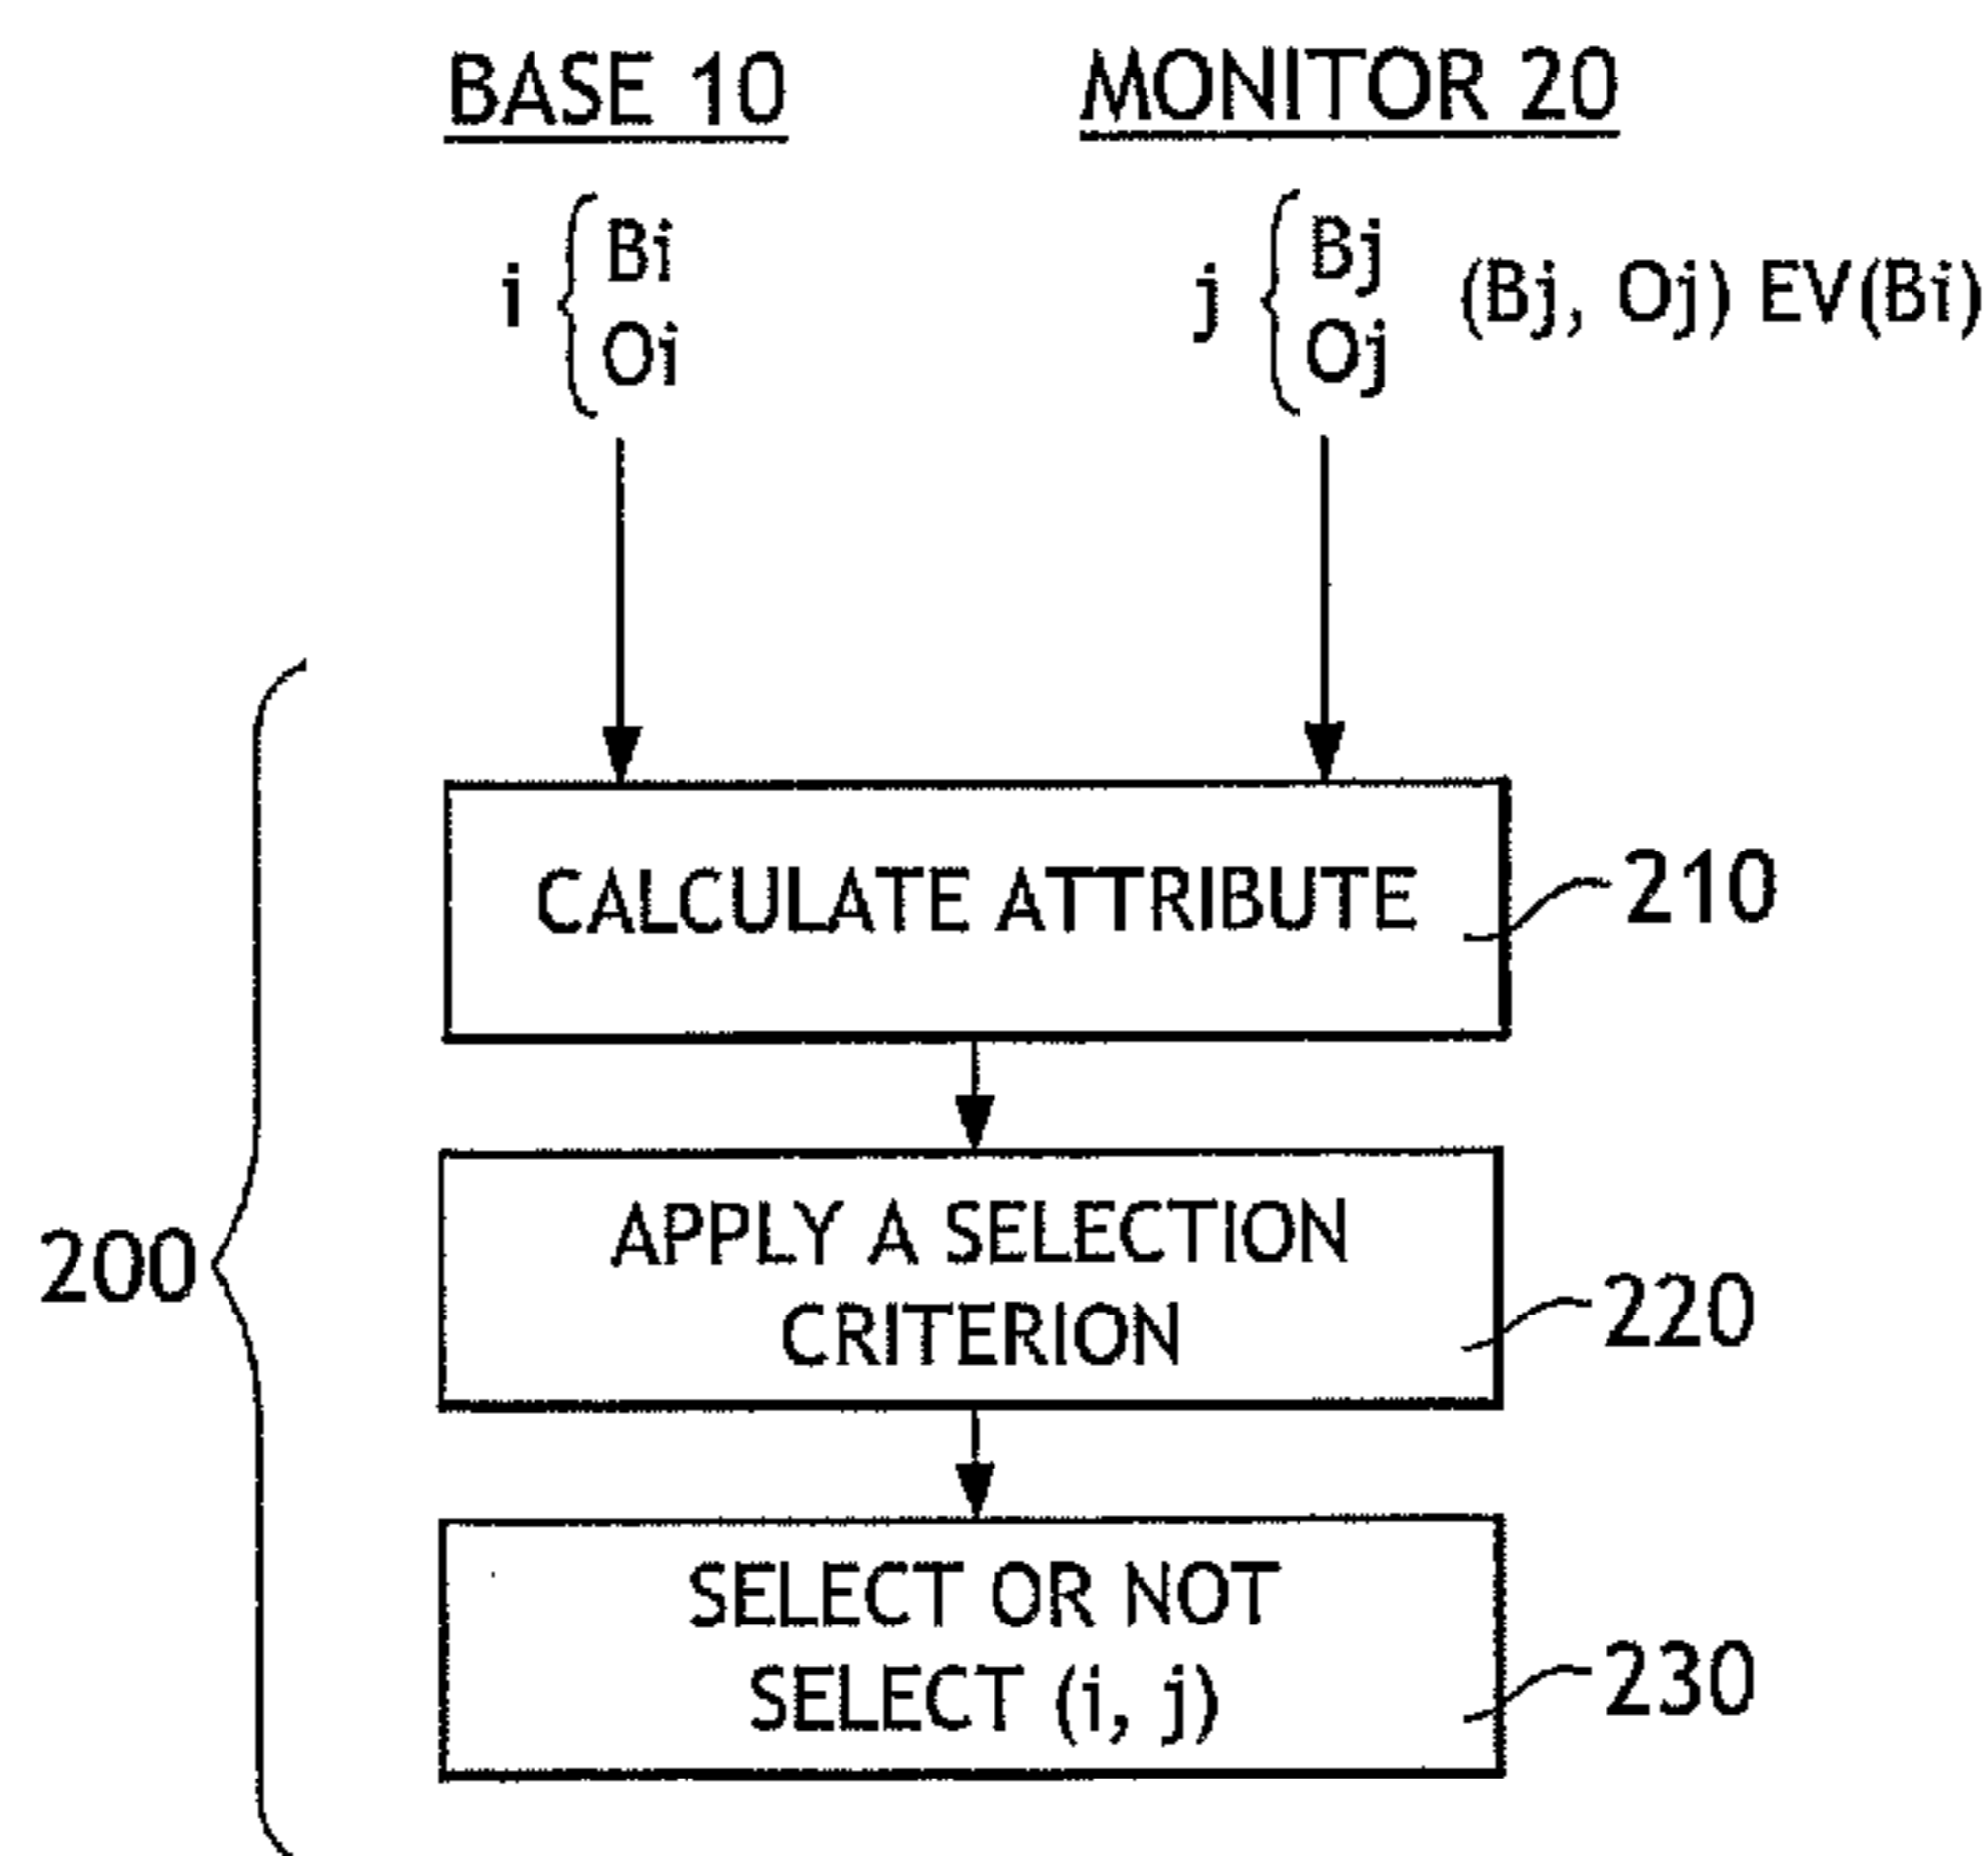 BASE 10
MONITOR 20
i
Bi
Oi
j
Bj
Oj
(Bj, Oj) EV(Bi)
CALCULATE ATTRIBUTE
210
APPLY A SELECTION
CRITERION
220
200
SELECT OR NOT
SELECT (i, j)
230